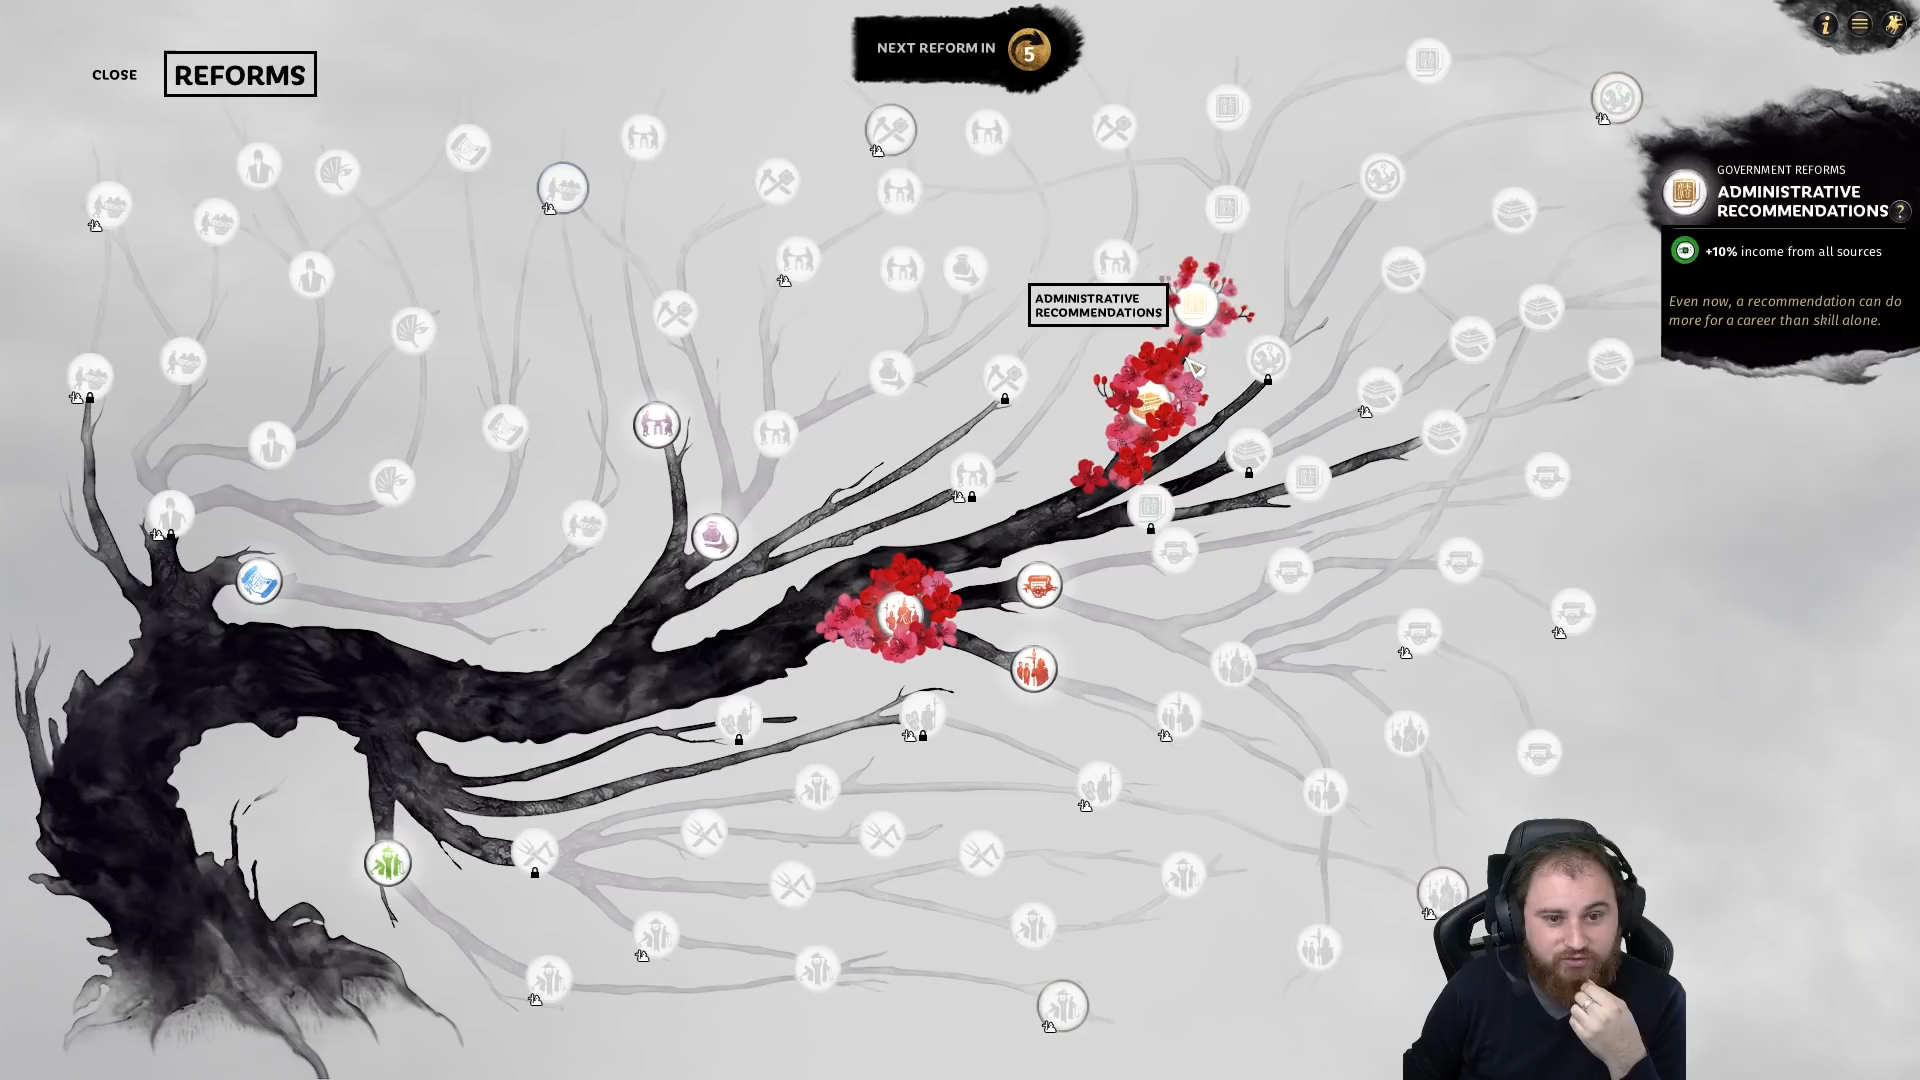 NEXT REFORM IN
5
CLOSE
REFORMS
GOVERNMENT REFORMS
ADMINISTRATIVE
RECOMMENDATIONS
?
+10% income from all sources
Even now, a recommendation can do
more for a career than skill alone.
ADMINISTRATIVE
RECOMMENDATIONS